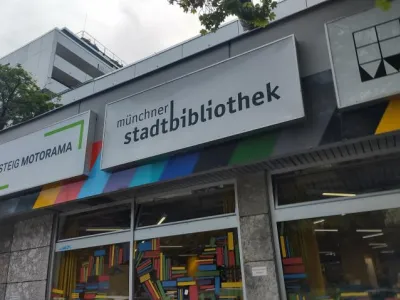 STEIG MOTORAMA
münchner
stadtbibliothek